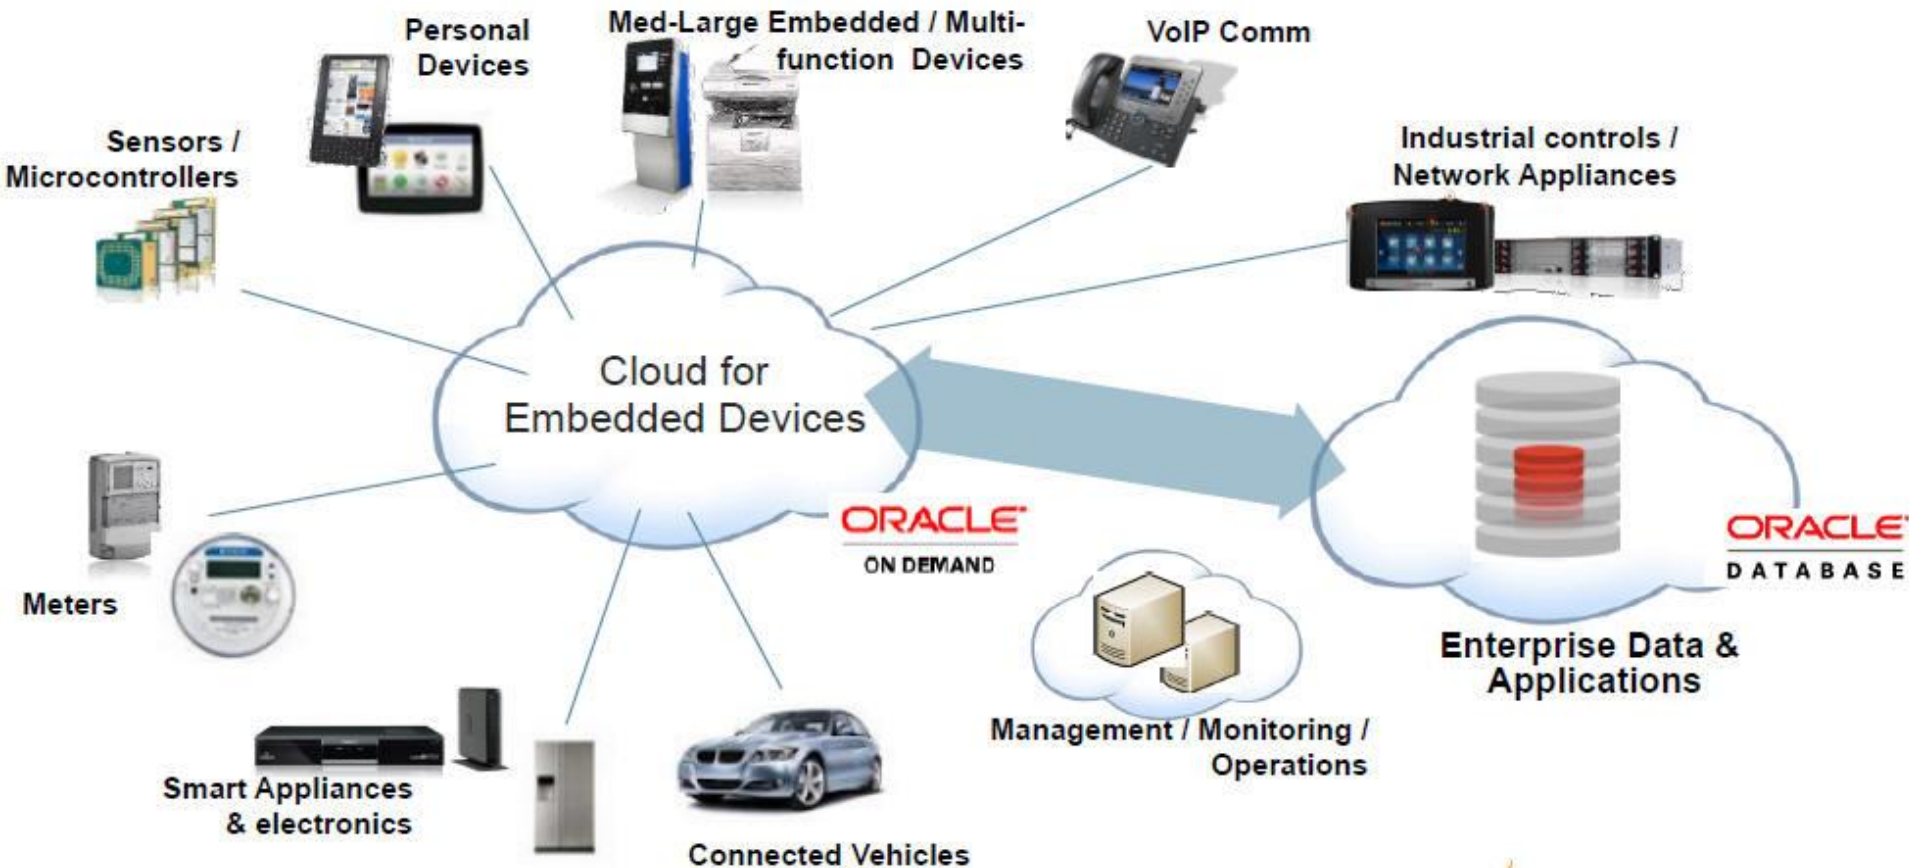 Personal
Devices
Med-Large Embedded / Multi-
function Devices
VoIP Comm
Sensors /
Microcontrollers
Industrial controls /
Network Appliances
Cloud for
Embedded Devices
ORACLE
ON DEMAND
ORACLE
DATABASE
Meters
Enterprise Data &
Applications
Management / Monitoring /
Operations
Smart Appliances
& electronics
Connected Vehicles